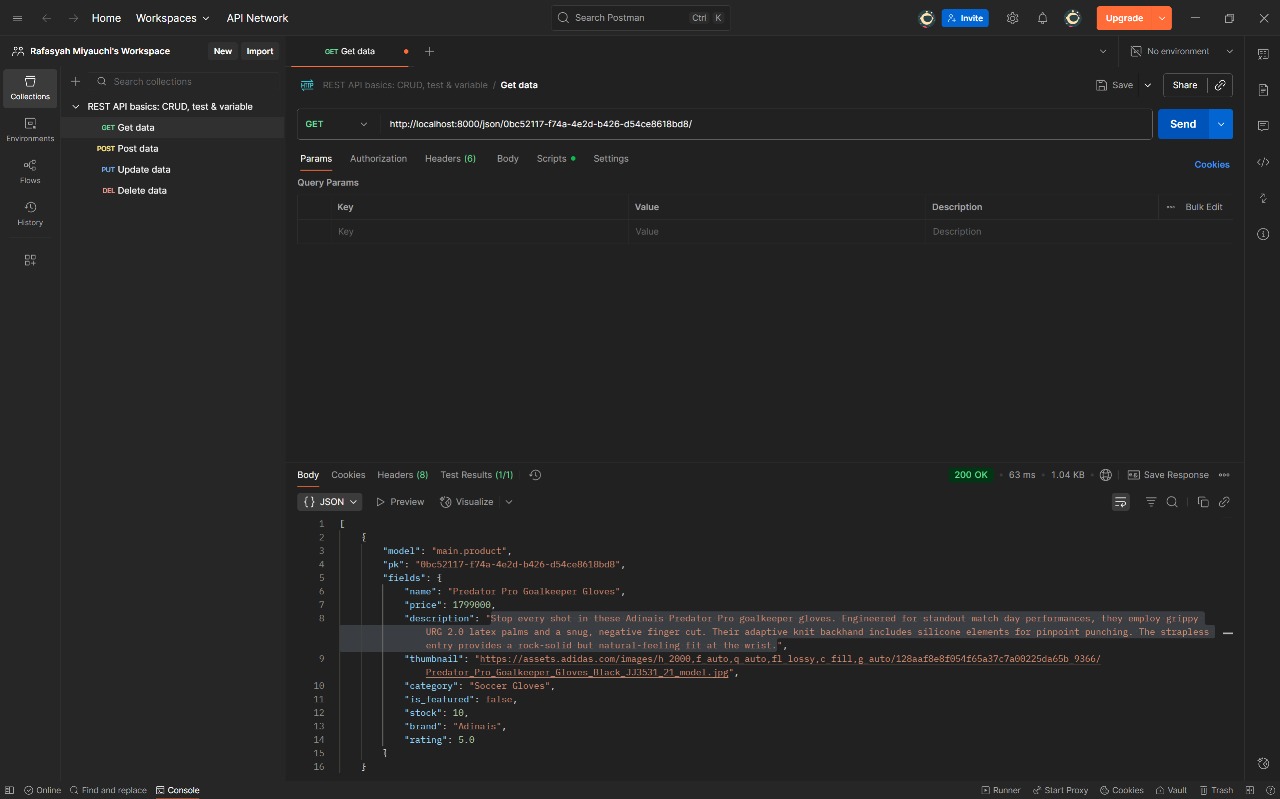 Home Workspaces API Network Search Postman Ctrl K Invite Upgrade
Rafasyah Miyauchi's Workspace New Import GET Get data No environment
Collections
Environments
Flows
History
Search collections
REST API basics: CRUD, test & variable
GET Get data
POST Post data
PUT Update data
DEL Delete data
HTTP REST API basics: CRUD, test & variable / Get data Save Share
GET http://localhost:8000/json/0bc52117-f74a-4e2d-b426-d54ce8618bd8/ Send
Params Authorization Headers (6) Body Scripts Settings Cookies
Query Params
Key Value Description Bulk Edit
Key Value Description
Body Cookies Headers (8) Test Results (1/1) 200 OK 63 ms 1.04 KB Save Response
{} JSON Preview Visualize
1 [
2 {
3 "model": "main.product",
4 "pk": "0bc52117-f74a-4e2d-b426-d54ce8618bd8",
5 "fields": {
6 "name": "Predator Pro Goalkeeper Gloves",
7 "price": 1799000,
8 "description": "Stop every shot in these Adinais Predator Pro goalkeeper gloves. Engineered for standout match day performances, they employ grippy
URG 2.0 latex palms and a snug, negative finger cut. Their adaptive knit backhand includes silicone elements for pinpoint punching. The strapless
entry provides a rock-solid but natural-feeling fit at the wrist.",
9 "thumbnail": "https://assets.adidas.com/images/h_2000,f_auto,q_auto,fl_lossy,c_fill,g_auto/128aaf8e8f054f65a37c7a00225da65b_9366/
Predator_Pro_Goalkeeper_Gloves_Black_JJ3531_21_model.jpg",
10 "category": "Soccer Gloves",
11 "is_featured": false,
12 "stock": 10,
13 "brand": "Adinais",
14 "rating": 5.0
15 }
16 }
Online Find and replace Console Runner Start Proxy Cookies Vault Trash